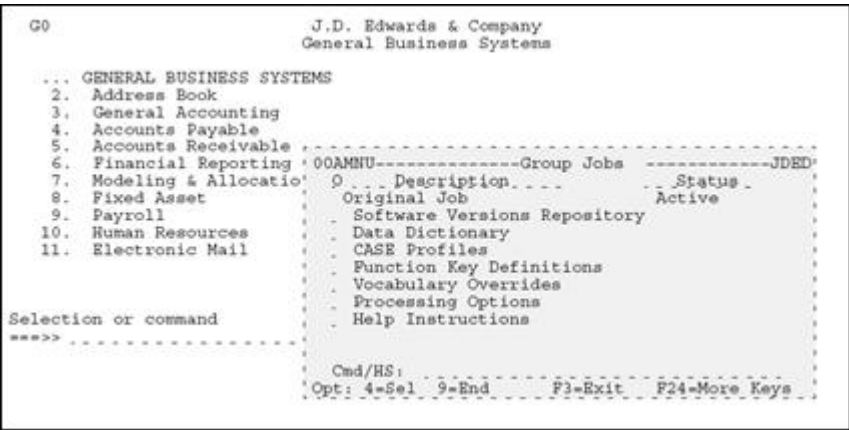 G0 J.D. Edwards & Company
General Business Systems
... GENERAL BUSINESS SYSTEMS
2. Address Book
3. General Accounting
4. Accounts Payable
5. Accounts Receivable
6. Financial Reporting
7. Modeling & Allocatio
8. Fixed Asset
9. Payroll
10. Human Resources
11. Electronic Mail
Selection or command
===>>
00AMNU--------------Group Jobs ------------JDED
O Description Status
Original Job Active
Software Versions Repository
Data Dictionary
CASE Profiles
Function Key Definitions
Vocabulary Overrides
Processing Options
Help Instructions
Cmd/HS:
Opt: 4=Sel 9=End F3=Exit F24=More Keys